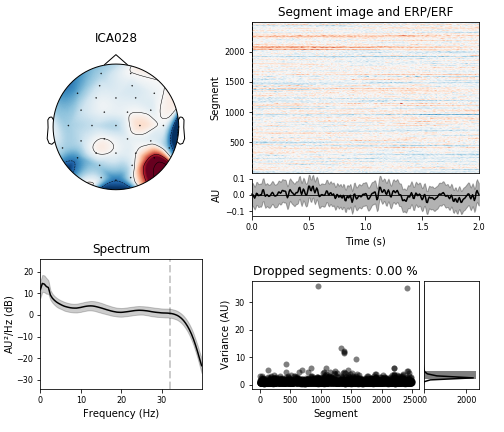 ICA028
Segment image and ERP/ERF
Segment
2000
1500
1000
500
AU
0.1
0.0
−0.1
0.0 0.5 1.0 1.5 2.0
Time (s)
Spectrum
AU²/Hz (dB)
20
10
0
−10
−20
−30
0 10 20 30
Frequency (Hz)
Dropped segments: 0.00 %
Variance (AU)
30
20
10
0
0 500 1000 1500 2000 2500 0 2000
Segment